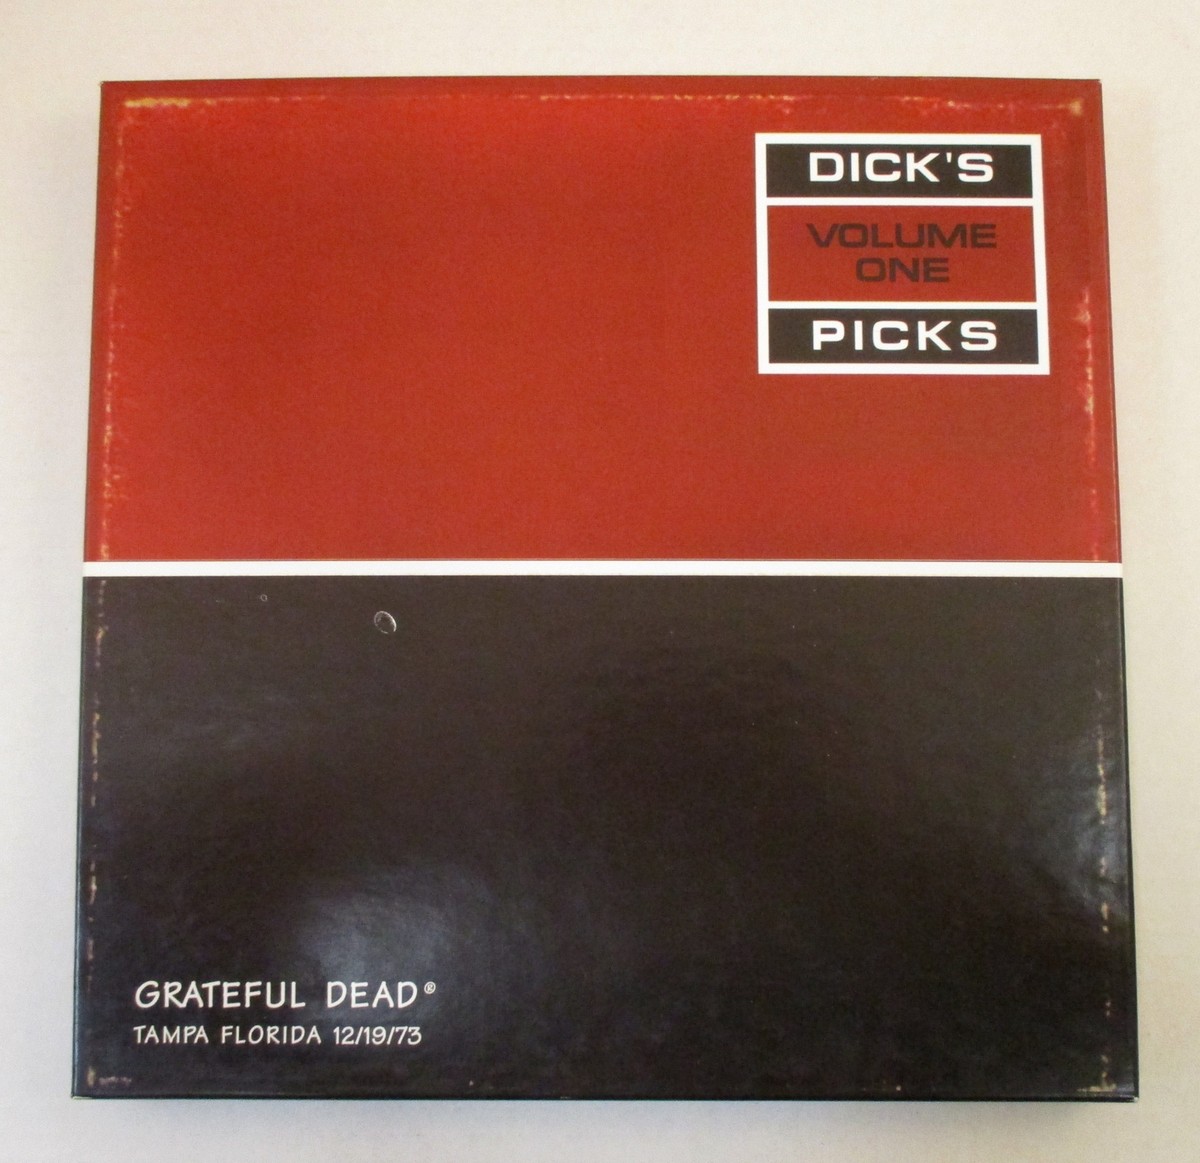 DICK'S
VOLUME
ONE
PICKS
GRATEFUL DEAD®
TAMPA FLORIDA 12/19/73